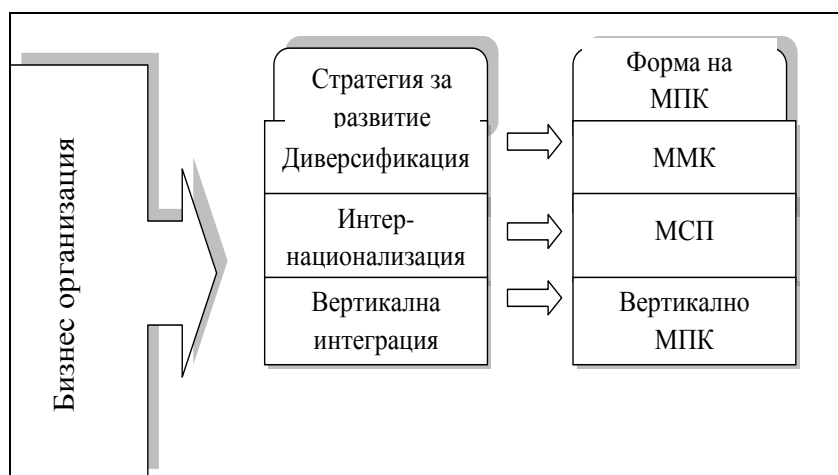 Бизнес организация
Стратегия за
развитие
Диверсификация
Интер-
национализация
Вертикална
интеграция
Форма на
МПК
ММК
МСП
Вертикално
МПК